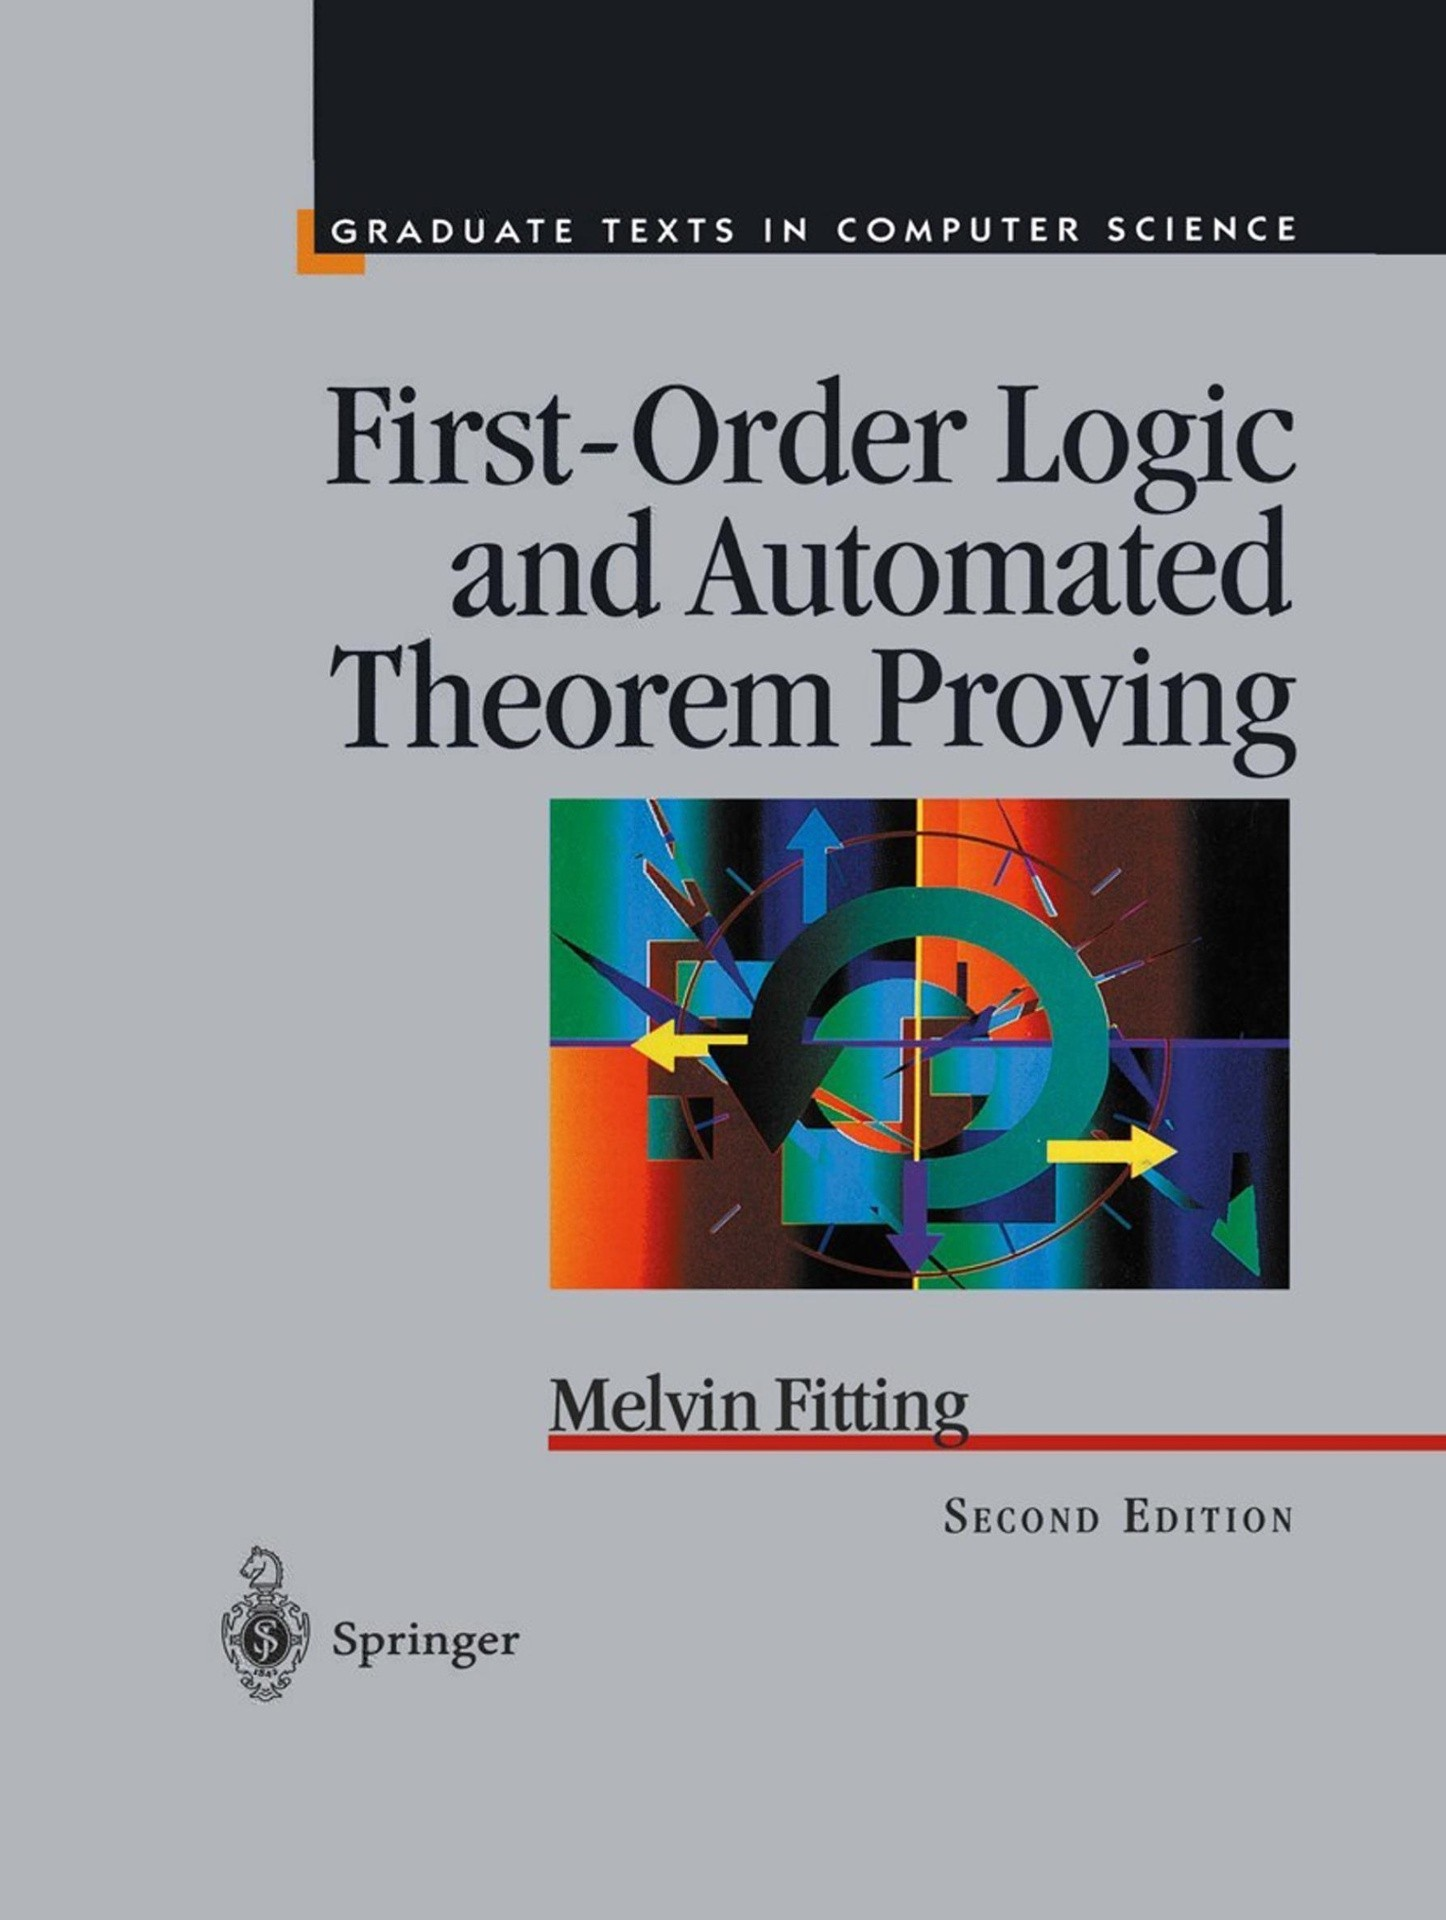 GRADUATE TEXTS IN COMPUTER SCIENCE
First-Order Logic
and Automated
Theorem Proving
Melvin Fitting
SECOND EDITION
Springer